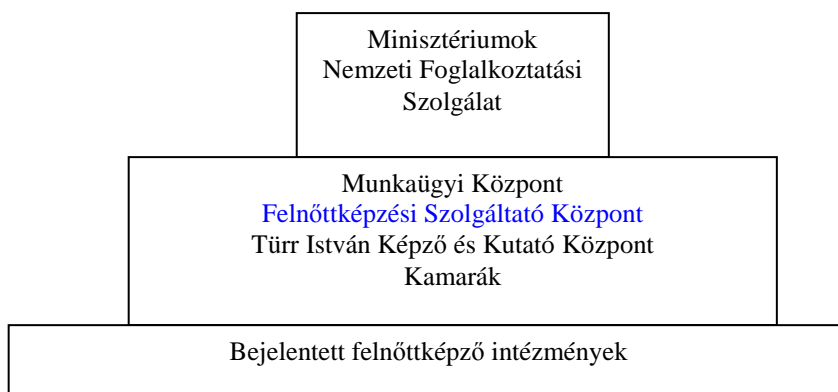 Minisztériumok
Nemzeti Foglalkoztatási
Szolgálat
Munkaügyi Központ
Felnőttképzési Szolgáltató Központ
Türr István Képző és Kutató Központ
Kamarák
Bejelentett felnőttképző intézmények